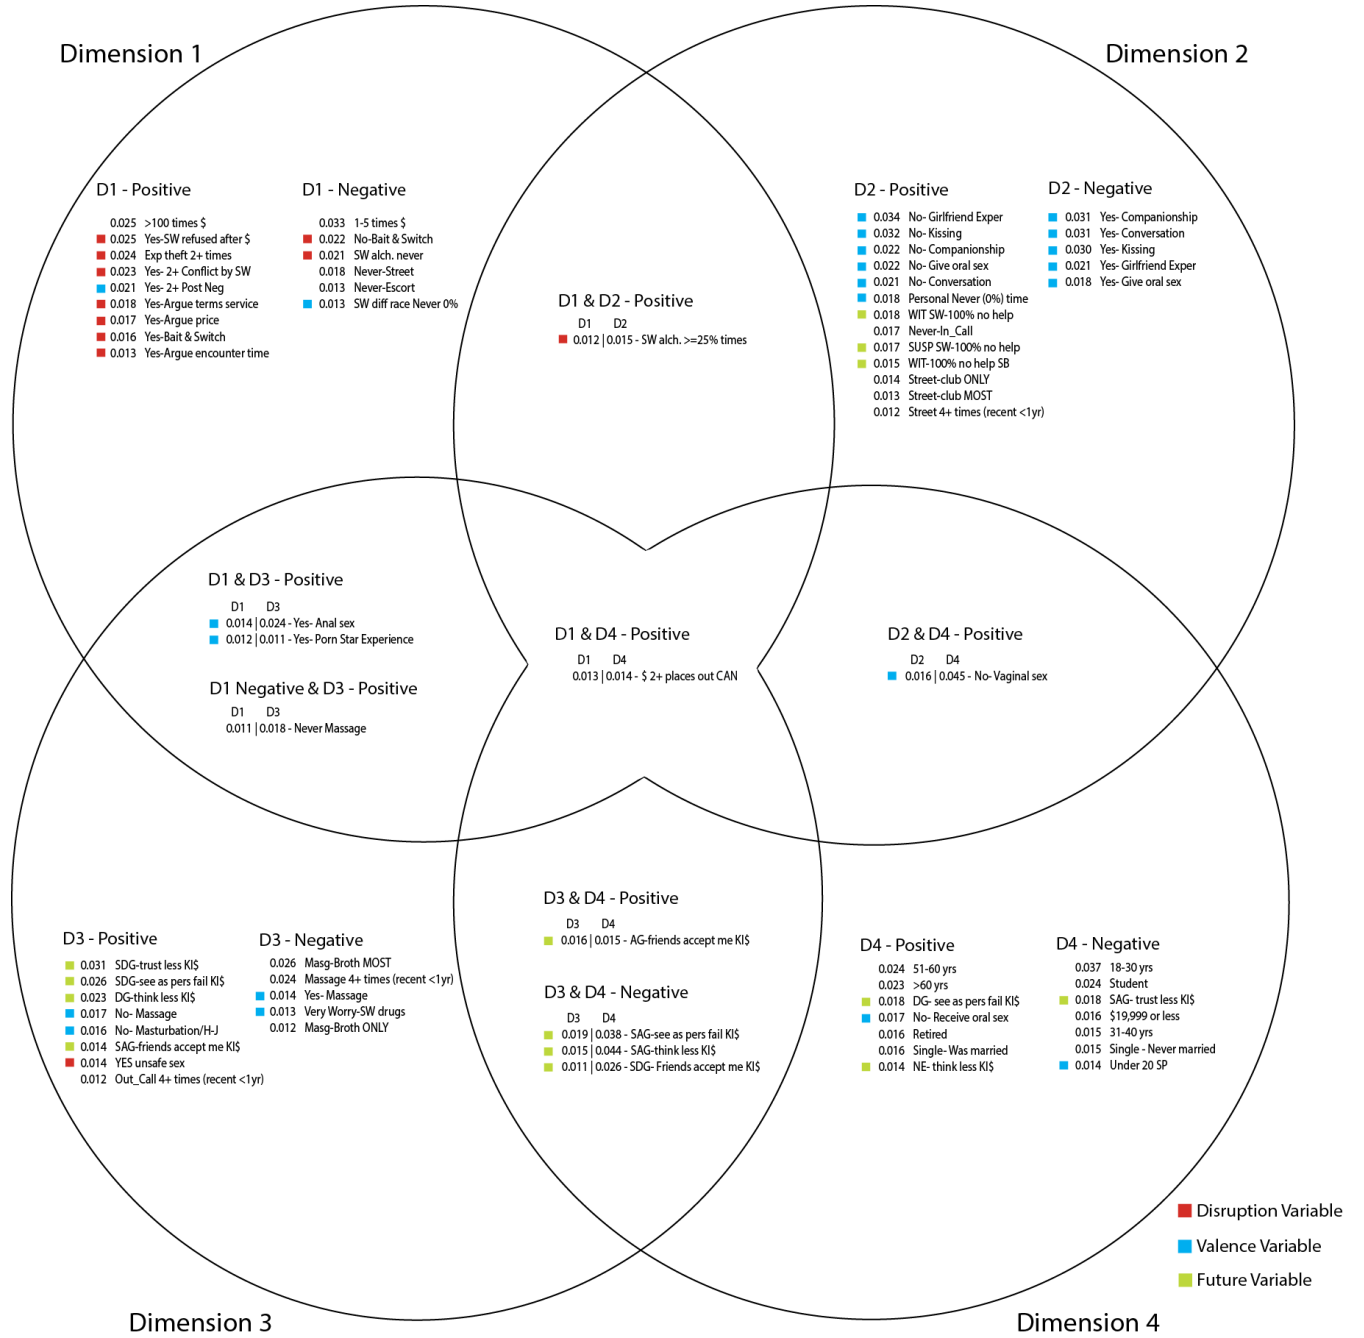 Dimension 1
Dimension 2
D1 - Positive
0.025 >100 times $
0.025 Yes-SW refused after $
0.024 Exp theft 2+ times
0.023 Yes- 2+ Conflict by SW
0.021 Yes- 2+ Post Neg
0.018 Yes-Argue terms service
0.017 Yes-Argue price
0.016 Yes-Bait & Switch
0.013 Yes-Argue encounter time
D1 - Negative
0.033 1-5 times $
0.022 No-Bait & Switch
0.021 SW alch. never
0.018 Never-Street
0.013 Never-Escort
0.013 SW diff race Never 0%
D1 & D2 - Positive
D1 D2
0.012 | 0.015 - SW alch. >=25% times
D2 - Positive
0.034 No- Girlfriend Exper
0.032 No- Kissing
0.022 No- Companionship
0.022 No- Give oral sex
0.021 No- Conversation
0.018 Personal Never (0%) time
0.018 WIT SW-100% no help
0.017 Never-In_Call
0.017 SUSP SW-100% no help
0.015 WIT-100% no help SB
0.014 Street-club ONLY
0.013 Street-club MOST
0.012 Street 4+ times (recent <1yr)
D2 - Negative
0.031 Yes- Companionship
0.031 Yes- Conversation
0.030 Yes- Kissing
0.021 Yes- Girlfriend Exper
0.018 Yes- Give oral sex
D1 & D3 - Positive
D1 D3
0.014 | 0.024 - Yes- Anal sex
0.012 | 0.011 - Yes- Porn Star Experience
D1 Negative & D3 - Positive
D1 D3
0.011 | 0.018 - Never Massage
D1 & D4 - Positive
D1 D4
0.013 | 0.014 - $ 2+ places out CAN
D2 & D4 - Positive
D2 D4
0.016 | 0.045 - No- Vaginal sex
D3 - Positive
0.031 SDG-trust less KI$
0.026 SDG-see as pers fail KI$
0.023 DG-think less KI$
0.017 No- Massage
0.016 No- Masturbation/H-J
0.014 SAG-friends accept me KI$
0.014 YES unsafe sex
0.012 Out_Call 4+ times (recent <1yr)
D3 - Negative
0.026 Masg-Broth MOST
0.024 Massage 4+ times (recent <1yr)
0.014 Yes- Massage
0.013 Very Worry-SW drugs
0.012 Masg-Broth ONLY
D3 & D4 - Positive
D3 D4
0.016 | 0.015 - AG-friends accept me KI$
D3 & D4 - Negative
D3 D4
0.019 | 0.038 - SAG-see as pers fail KI$
0.015 | 0.044 - SAG-think less KI$
0.011 | 0.026 - SDG- Friends accept me KI$
D4 - Positive
0.024 51-60 yrs
0.023 >60 yrs
0.018 DG- see as pers fail KI$
0.017 No- Receive oral sex
0.016 Retired
0.016 Single- Was married
0.014 NE- think less KI$
D4 - Negative
0.037 18-30 yrs
0.024 Student
0.018 SAG- trust less KI$
0.016 $19,999 or less
0.015 31-40 yrs
0.015 Single - Never married
0.014 Under 20 SP
Disruption Variable
Valence Variable
Future Variable
Dimension 3
Dimension 4